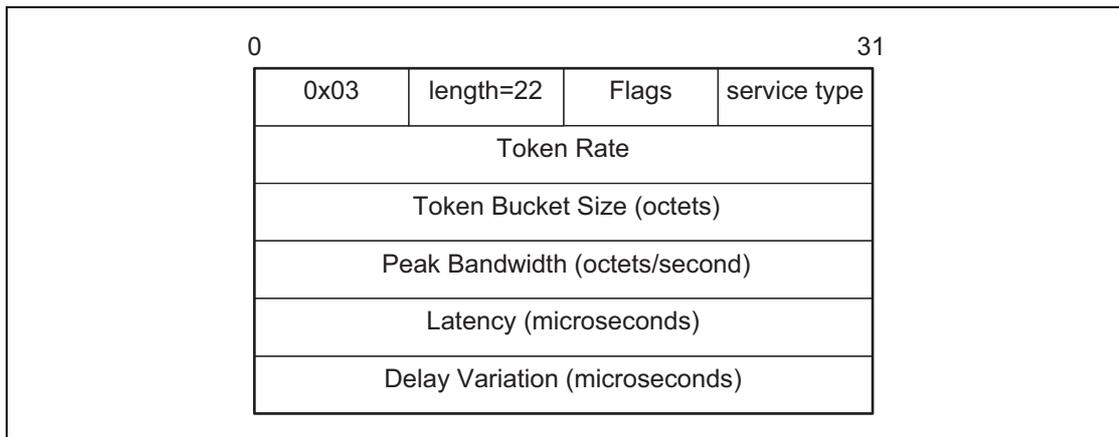 0 31
0x03 length=22 Flags service type
Token Rate
Token Bucket Size (octets)
Peak Bandwidth (octets/second)
Latency (microseconds)
Delay Variation (microseconds)